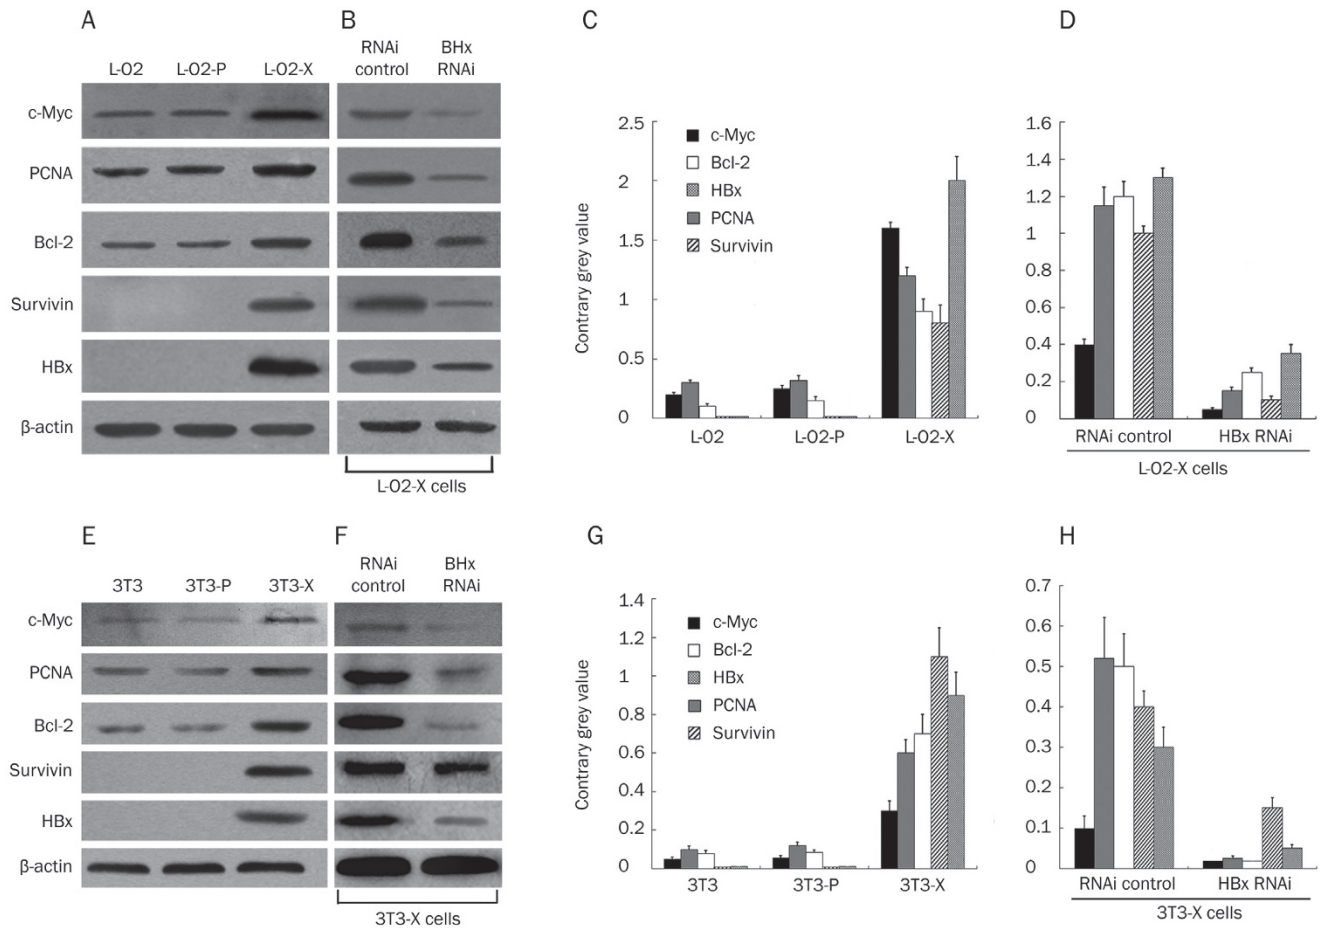 A
B
C
D
L-O2
L-O2-P
L-O2-X
RNAi
control
BHx
RNAi
c-Myc
PCNA
Bcl-2
Survivin
HBx
β-actin
L-O2-X cells
Contrary grey value
2.5
2
1.5
1
0.5
0
c-Myc
Bcl-2
HBx
PCNA
Survivin
L-O2
L-O2-P
L-O2-X
1.6
1.4
1.2
1
0.4
0.2
0
RNAi control
HBx RNAi
L-O2-X cells
E
F
G
H
3T3
3T3-P
3T3-X
RNAi
control
BHx
RNAi
c-Myc
PCNA
Bcl-2
Survivin
HBx
β-actin
3T3-X cells
Contrary grey value
1.4
1.2
1
0.8
0.6
0.4
0.2
0
c-Myc
Bcl-2
HBx
PCNA
Survivin
3T3
3T3-P
3T3-X
0.7
0.6
0.5
0.4
0.3
0.2
0.1
0
RNAi control
HBx RNAi
3T3-X cells